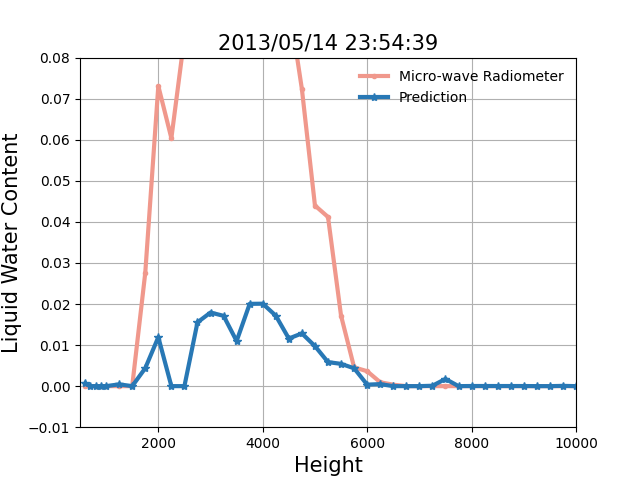 2013/05/14 23:54:39
Micro-wave Radiometer
Prediction
Liquid Water Content
0.08
0.07
0.06
0.05
0.04
0.03
0.02
0.01
0.00
−0.01
2000 4000 6000 8000 10000
Height